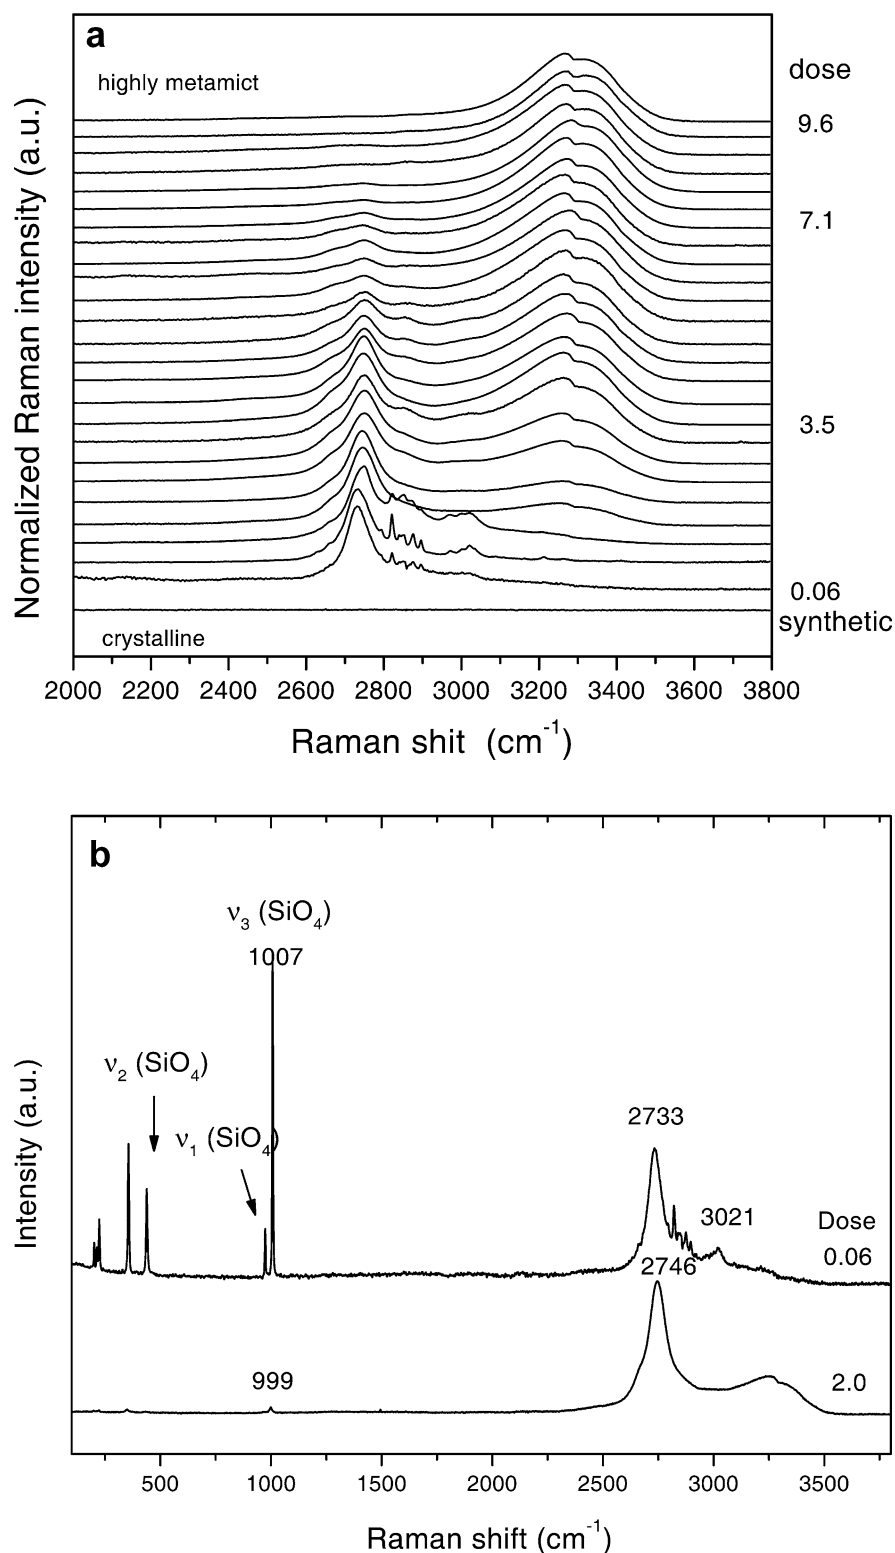 a
highly metamict
dose
9.6
7.1
3.5
0.06
synthetic
crystalline
Normalized Raman intensity (a.u.)
2000 2200 2400 2600 2800 3000 3200 3400 3600 3800
Raman shit (cm⁻¹)
b
ν₃ (SiO₄)
1007
ν₂ (SiO₄)
ν₁ (SiO₄)
2733
3021
Dose
0.06
2746
999
2.0
Intensity (a.u.)
500 1000 1500 2000 2500 3000 3500
Raman shift (cm⁻¹)